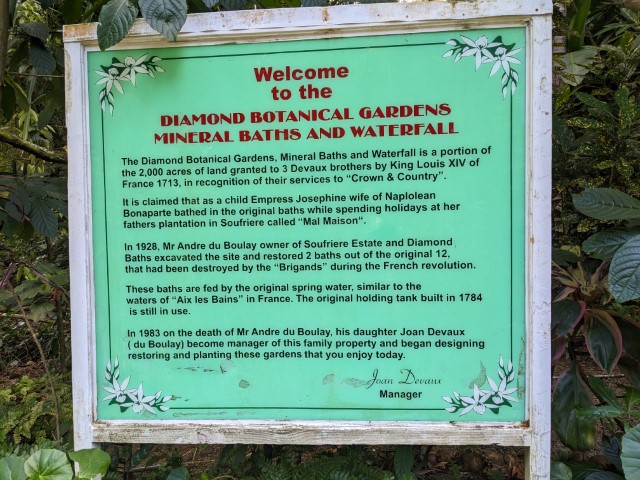 Welcome
to the
DIAMOND BOTANICAL GARDENS
MINERAL BATHS AND WATERFALL
The Diamond Botanical Gardens, Mineral Baths and Waterfall is a portion of
the 2,000 acres of land granted to 3 Devaux brothers by King Louis XIV of
France 1713, in recognition of their services to "Crown & Country".
It is claimed that as a child Empress Josephine wife of Naplolean
Bonaparte bathed in the original baths while spending holidays at her
fathers plantation in Soufriere called "Mal Maison".
In 1928, Mr Andre du Boulay owner of Soufriere Estate and Diamond
Baths excavated the site and restored 2 baths out of the original 12,
that had been destroyed by the "Brigands" during the French revolution.
These baths are fed by the original spring water, similar to the
waters of "Aix les Bains" in France. The original holding tank built in 1784
is still in use.
In 1983 on the death of Mr Andre du Boulay, his daughter Joan Devaux
( du Boulay) become manager of this family property and began designing
restoring and planting these gardens that you enjoy today.
Joan Devaux
Manager